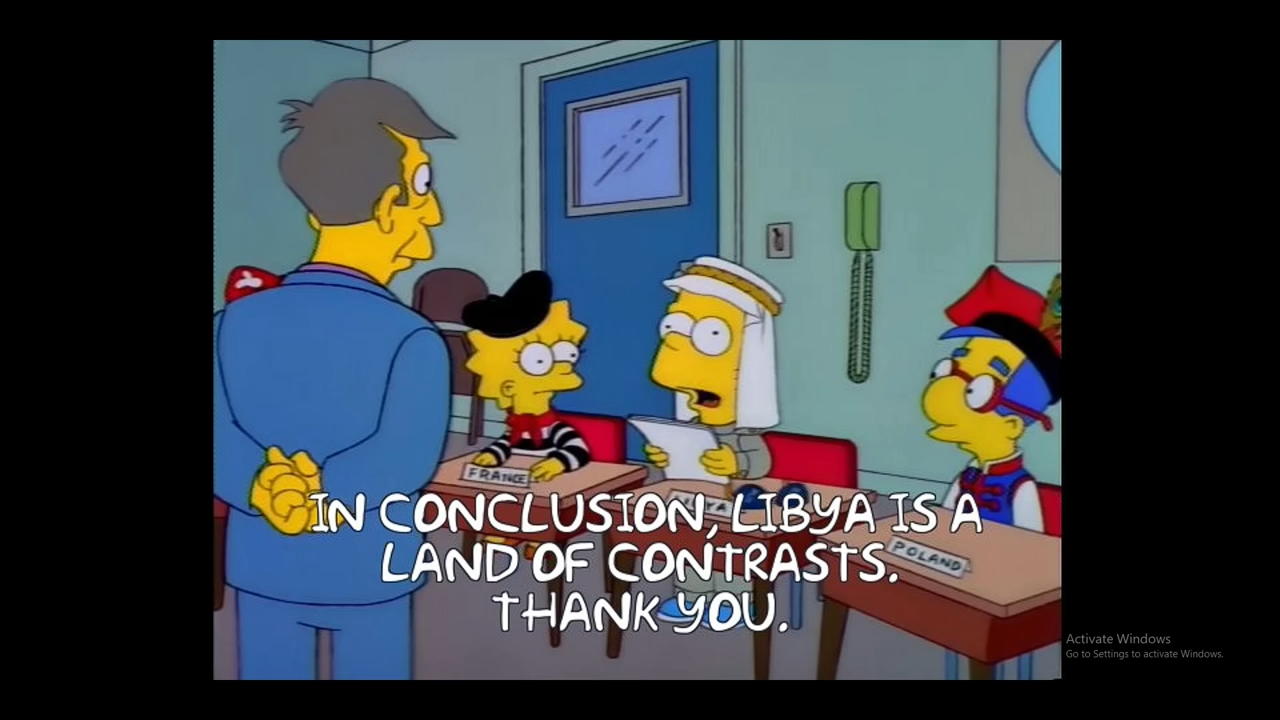 FRANCE
POLAND
IN CONCLUSION, LIBYA IS A
LAND OF CONTRASTS.
THANK YOU.
Activate Windows
Go to Settings to activate Windows.